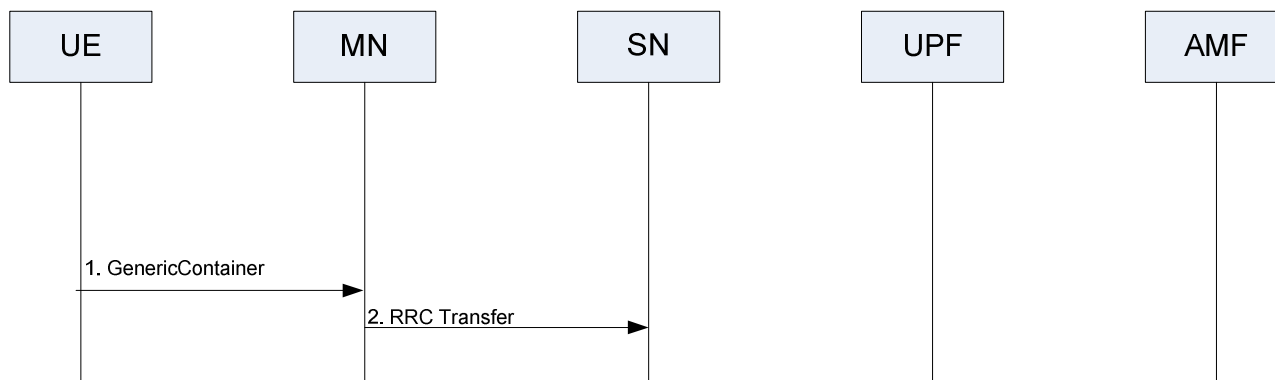 UE
MN
SN
UPF
AMF
1. GenericContainer
2. RRC Transfer